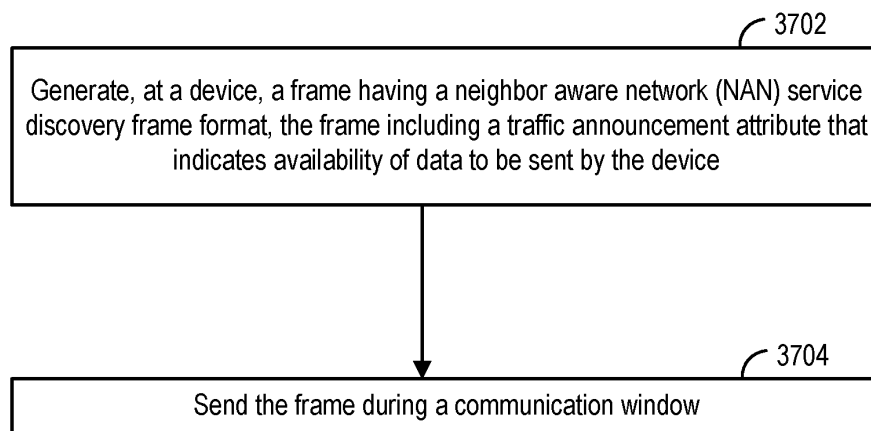 3702
Generate, at a device, a frame having a neighbor aware network (NAN) service
discovery frame format, the frame including a traffic announcement attribute that
indicates availability of data to be sent by the device
3704
Send the frame during a communication window